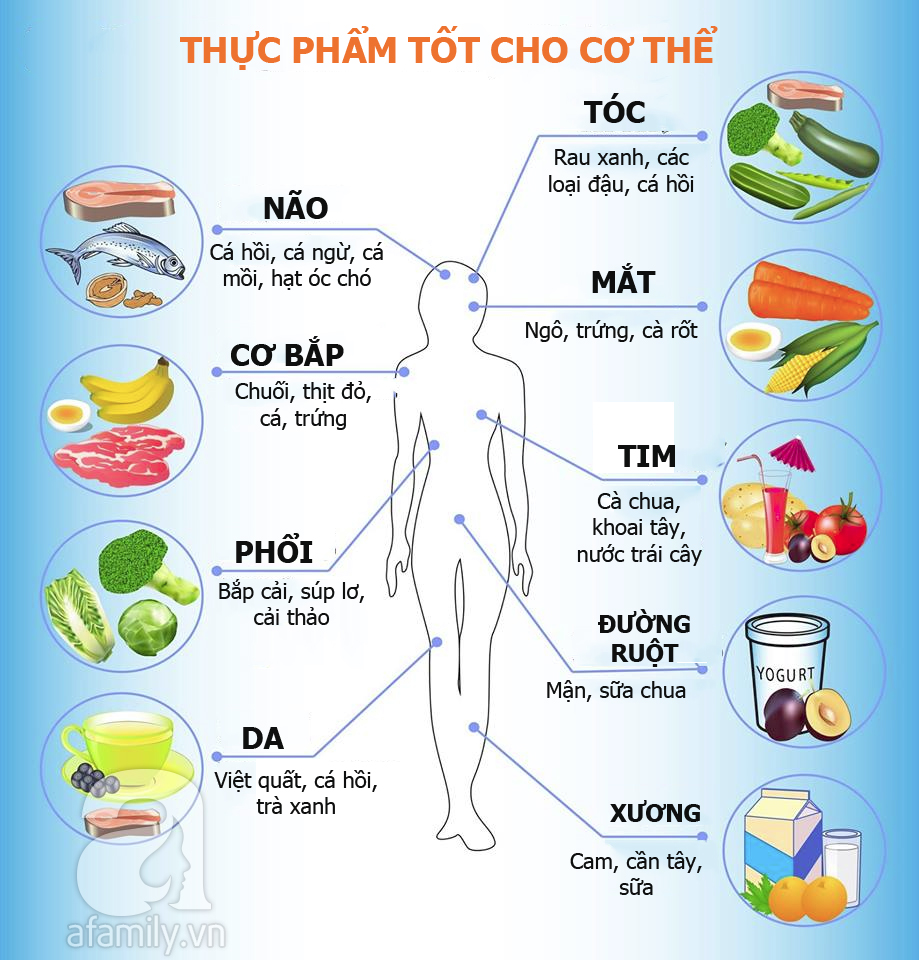 THỰC PHẨM TỐT CHO CƠ THỂ
TÓC
Rau xanh, các
loại đậu, cá hồi
NÃO
Cá hồi, cá ngừ, cá
mồi, hạt óc chó
MẮT
Ngô, trứng, cà rốt
CƠ BẮP
Chuối, thịt đỏ,
cá, trứng
TIM
Cà chua,
khoai tây,
nước trái cây
PHỔI
Bắp cải, súp lơ,
cải thảo
ĐƯỜNG
RUỘT
Mận, sữa chua
YOGURT
DA
Việt quất, cá hồi,
trà xanh
XƯƠNG
Cam, cần tây,
sữa
a
afamily.vn